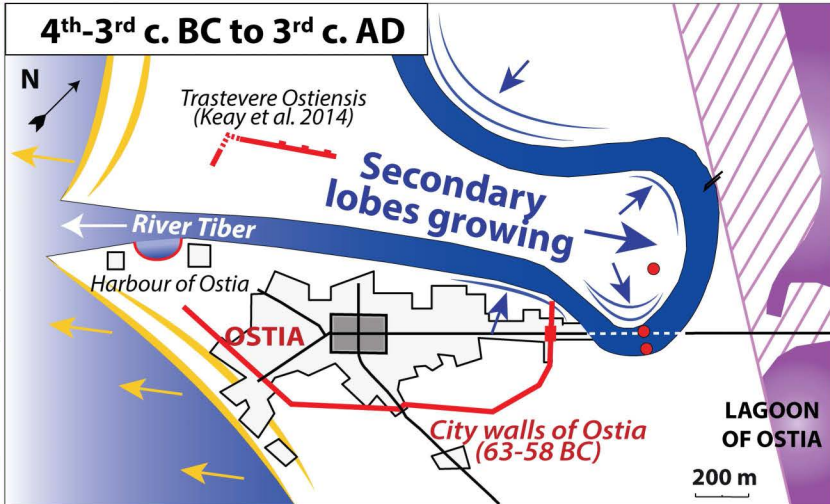 4th-3rd c. BC to 3rd c. AD
N
Trastevere Ostiensis
(Keay et al. 2014)
Secondary
lobes growing
River Tiber
Harbour of Ostia
OSTIA
City walls of Ostia
(63-58 BC)
LAGOON
OF OSTIA
200 m